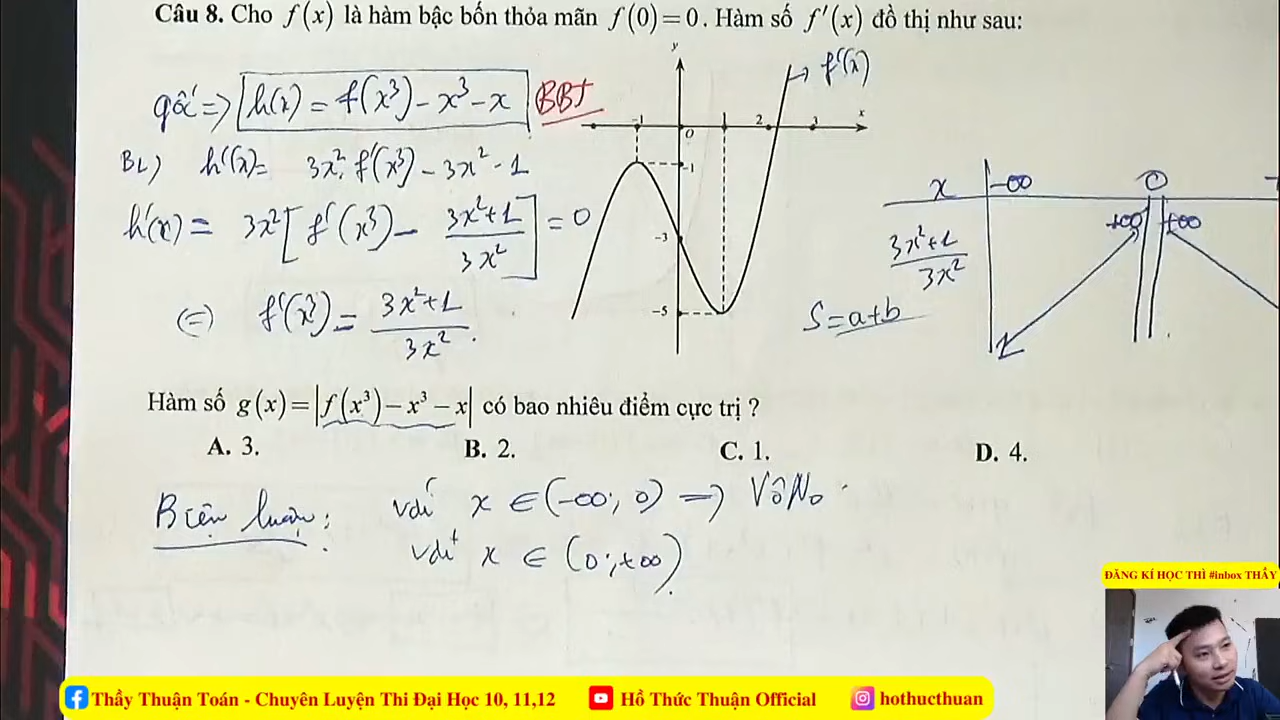 Câu 8. Cho f(x) là hàm bậc bốn thỏa mãn f(0)=0. Hàm số f'(x) đồ thị như sau:
gốc => h(x) = f(x³) - x³ - x BBT
BL) h'(x) = 3x². f'(x³) - 3x² - 1
h'(x) = 3x² [ f'(x³) - (3x²+1)/(3x²) ] = 0
(=) f'(x³) = (3x²+1)/(3x²).
y
→ f'(x)
-1 O 1 2 3 x
-1
-3
-5
x -∞ 0
(3x²+1)/(3x²) +∞ +∞
S = a+b
Hàm số g(x)=|f(x³)-x³-x| có bao nhiêu điểm cực trị ?
A. 3. B. 2. C. 1. D. 4.
Biện luận: với x ∈ (-∞; 0) => Vô No
với x ∈ (0; +∞).
ĐĂNG KÍ HỌC THÌ #inbox THẦY
Thầy Thuận Toán - Chuyên Luyện Thi Đại Học 10, 11,12 Hồ Thức Thuận Official hothucthuan